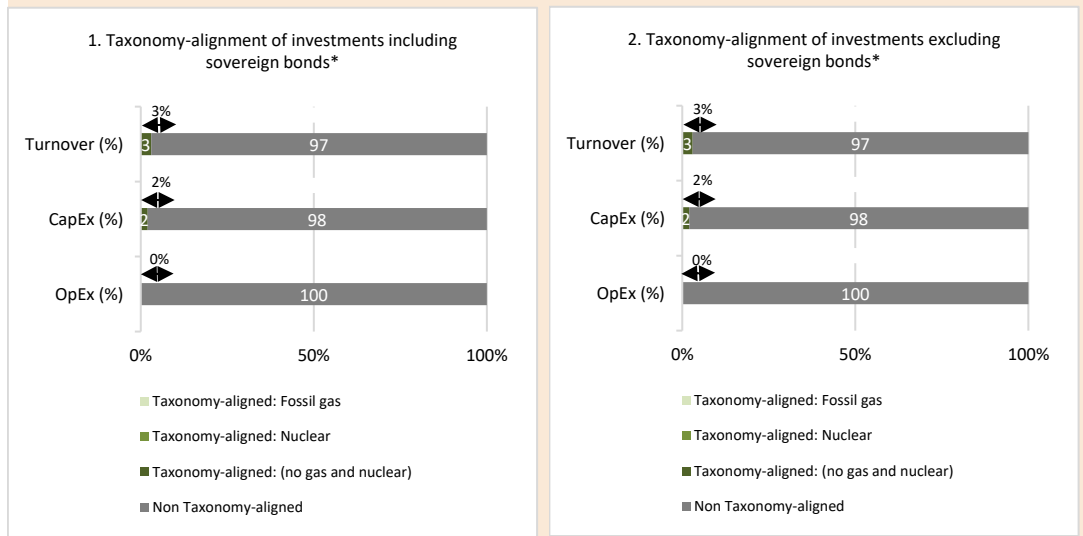 1. Taxonomy-alignment of investments including
sovereign bonds*
3%
Turnover (%)
3
97
2%
CapEx (%)
2
98
0%
OpEx (%)
100
0%
50%
100%
Taxonomy-aligned: Fossil gas
Taxonomy-aligned: Nuclear
Taxonomy-aligned: (no gas and nuclear)
Non Taxonomy-aligned
2. Taxonomy-alignment of investments excluding
sovereign bonds*
3%
Turnover (%)
3
97
2%
CapEx (%)
2
98
0%
OpEx (%)
100
0%
50%
100%
Taxonomy-aligned: Fossil gas
Taxonomy-aligned: Nuclear
Taxonomy-aligned: (no gas and nuclear)
Non Taxonomy-aligned